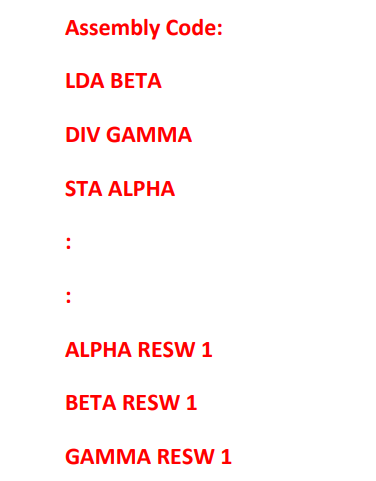 Assembly Code:
LDA BETA
DIV GAMMA
STA ALPHA
:
:
ALPHA RESW 1
BETA RESW 1
GAMMA RESW 1